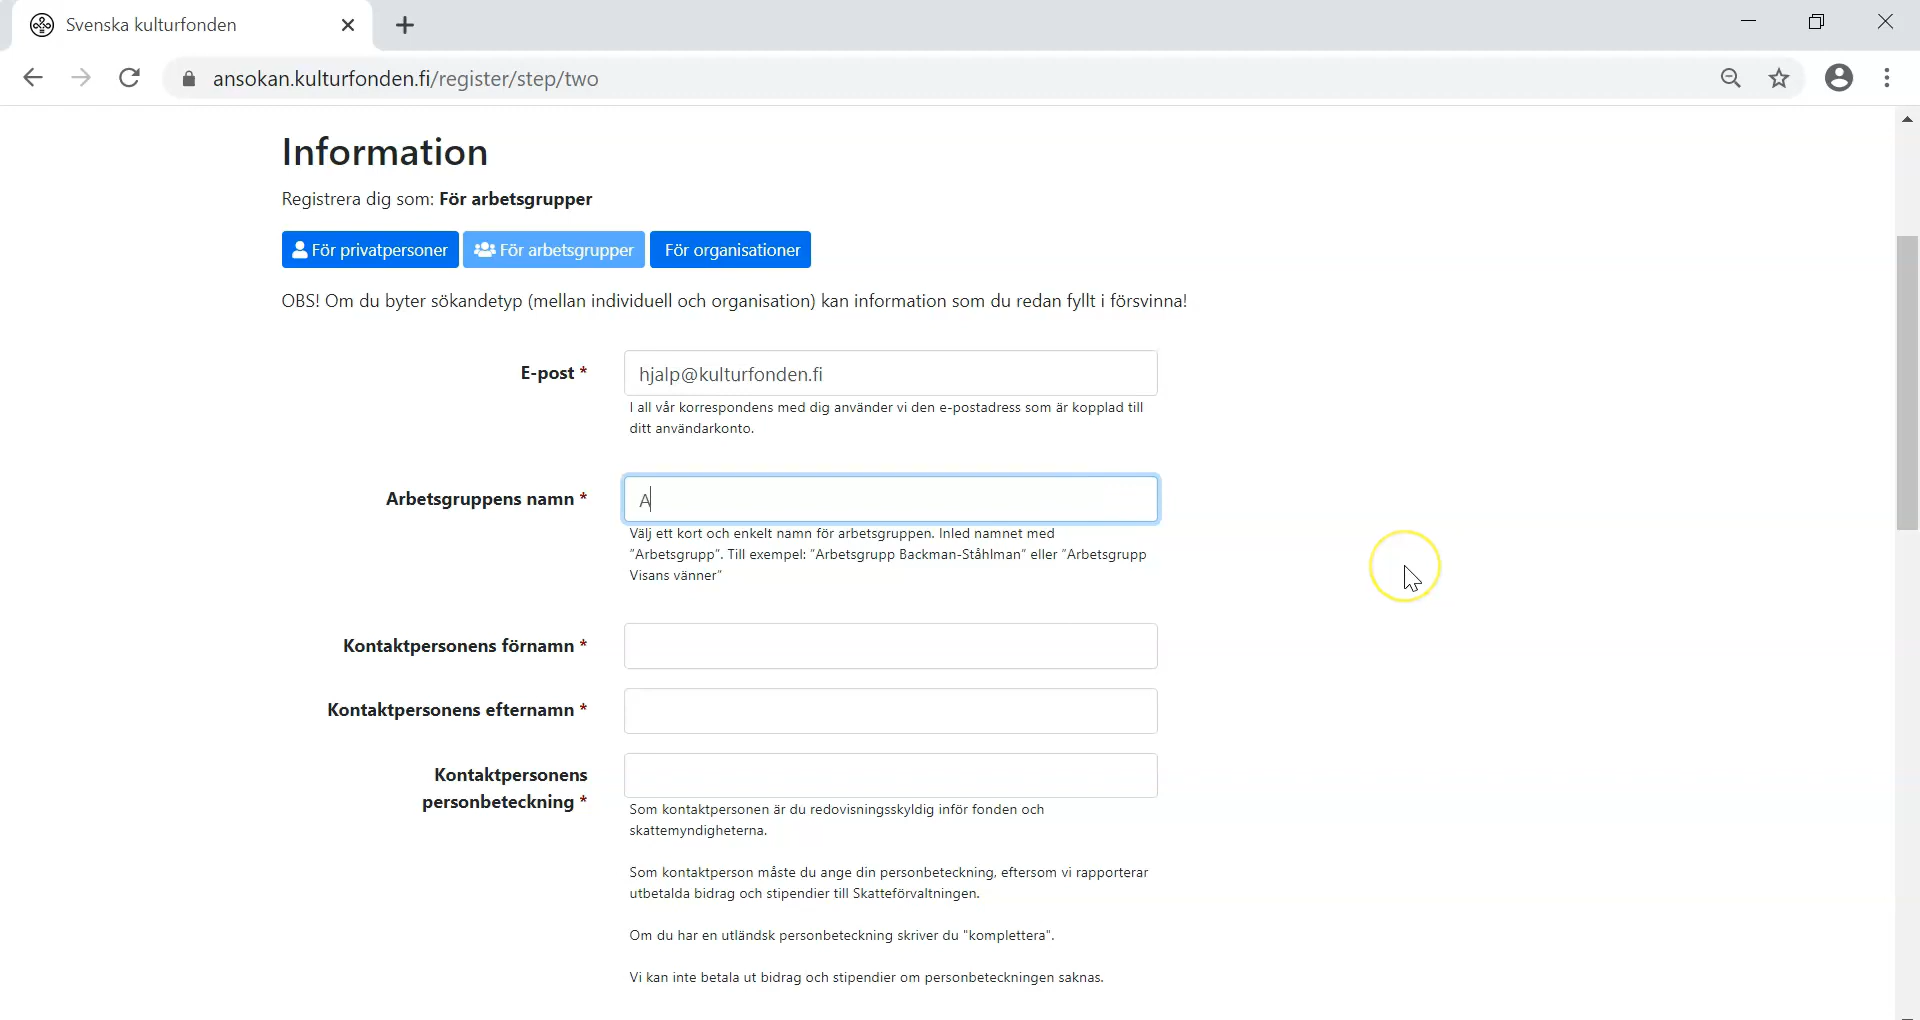 Svenska kulturfonden
ansokan.kulturfonden.fi/register/step/two
Information
Registrera dig som: För arbetsgrupper
För privatpersoner För arbetsgrupper För organisationer
OBS! Om du byter sökandetyp (mellan individuell och organisation) kan information som du redan fyllt i försvinna!
E-post * hjalp@kulturfonden.fi
I all vår korrespondens med dig använder vi den e-postadress som är kopplad till
ditt användarkonto.
Arbetsgruppens namn * A
Välj ett kort och enkelt namn för arbetsgruppen. Inled namnet med
"Arbetsgrupp". Till exempel: "Arbetsgrupp Backman-Ståhlman" eller "Arbetsgrupp
Visans vänner"
Kontaktpersonens förnamn *
Kontaktpersonens efternamn *
Kontaktpersonens
personbeteckning *
Som kontaktpersonen är du redovisningsskyldig inför fonden och
skattemyndigheterna.
Som kontaktperson måste du ange din personbeteckning, eftersom vi rapporterar
utbetalda bidrag och stipendier till Skatteförvaltningen.
Om du har en utländsk personbeteckning skriver du "komplettera".
Vi kan inte betala ut bidrag och stipendier om personbeteckningen saknas.